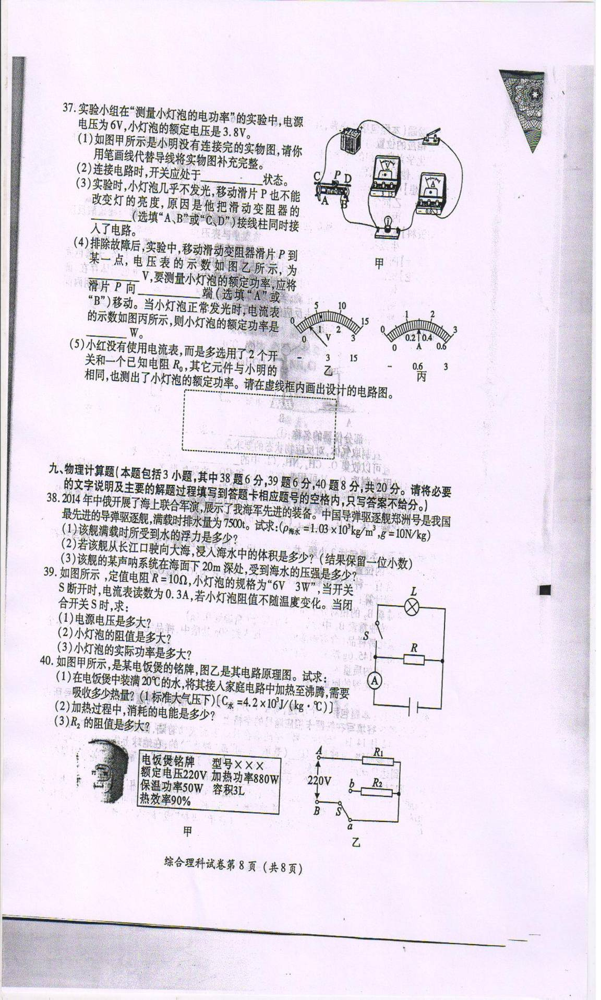 37.实验小组在“测量小灯泡的电功率”的实验中,电源
电压为6V,小灯泡的额定电压是3.8V。
(1)如图甲所示是小明没有连接完的实物图,请你
用笔画线代替导线将实物图补充完整。
(2)连接电路时,开关应处于__________状态。
(3)实验时,小灯泡几乎不发光,移动滑片P也不能
改变灯的亮度,原因是他把滑动变阻器的
_______(选填“A、B”或“C、D”)接线柱同时接
入了电路。
(4)排除故障后,实验中,移动滑动变阻器滑片P到
某一点,电压表的示数如图乙所示,为
________V,要测量小灯泡的额定功率,应将
滑片P向__________端(选填“A”或
“B”)移动。当小灯泡正常发光时,电流表
的示数如图丙所示,则小灯泡的额定功率是
_______W。
(5)小红没有使用电流表,而是多选用了2个开
关和一个已知电阻R₀,其它元件与小明的
相同,也测出了小灯泡的额定功率。请在虚线框内画出设计的电路图。
C P D
A B
V
- 3 15
A
- 0.6 3
甲
0 5 10 15
0 1 2 3
V
- 3 15
乙
0 1 2 3
0 0.2 0.4 0.6
A
- 0.6 3
丙
九、物理计算题(本题包括3小题,其中38题6分,39题6分,40题8分,共20分。请将必要
的文字说明及主要的解题过程填写到答题卡相应题号的空格内,只写答案不给分。)
38.2014年中俄开展了海上联合军演,展示了我海军先进的装备。中国导弹驱逐舰郑洲号是我国
最先进的导弹驱逐舰,满载时排水量为7500t。试求:(ρ海水=1.03×10³kg/m³,g=10N/kg)
(1)该舰满载时所受到水的浮力是多少?
(2)若该舰从长江口驶向大海,浸入海水中的体积是多少?(结果保留一位小数)
(3)该舰的某声呐系统在海面下20m深处,受到海水的压强是多少?
39.如图所示,定值电阻R=10Ω,小灯泡的规格为“6V 3W”,当开关
S断开时,电流表读数为0.3A,若小灯泡阻值不随温度变化。当闭
合开关S时,求:
(1)电源电压是多大?
(2)小灯泡的阻值是多大?
(3)小灯泡的实际功率是多大?
L
S
R
A
40.如图甲所示,是某电饭煲的铭牌,图乙是其电路原理图。试求:
(1)在电饭煲中装满20℃的水,将其接入家庭电路中加热至沸腾,需要
吸收多少热量?(1标准大气压下)[C水=4.2×10³J/(kg·℃)]
(2)加热过程中,消耗的电能是多少?
(3)R₂的阻值是多大?
电饭煲铭牌 型号×××
额定电压220V 加热功率880W
保温功率50W 容积3L
热效率90%
甲
A R₁
220V b R₂
B S
a
乙
综合理科试卷第8页(共8页)